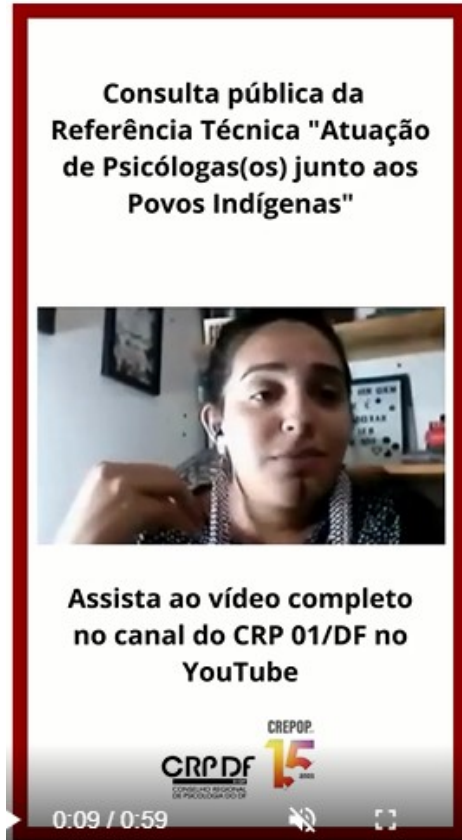 Consulta pública da
Referência Técnica "Atuação
de Psicólogas(os) junto aos
Povos Indígenas"
Assista ao vídeo completo
no canal do CRP 01/DF no
YouTube
CREPOP
15
anos
CRP DF
CONSELHO REGIONAL
DE PSICOLOGIA DO DF
0:09 / 0:59